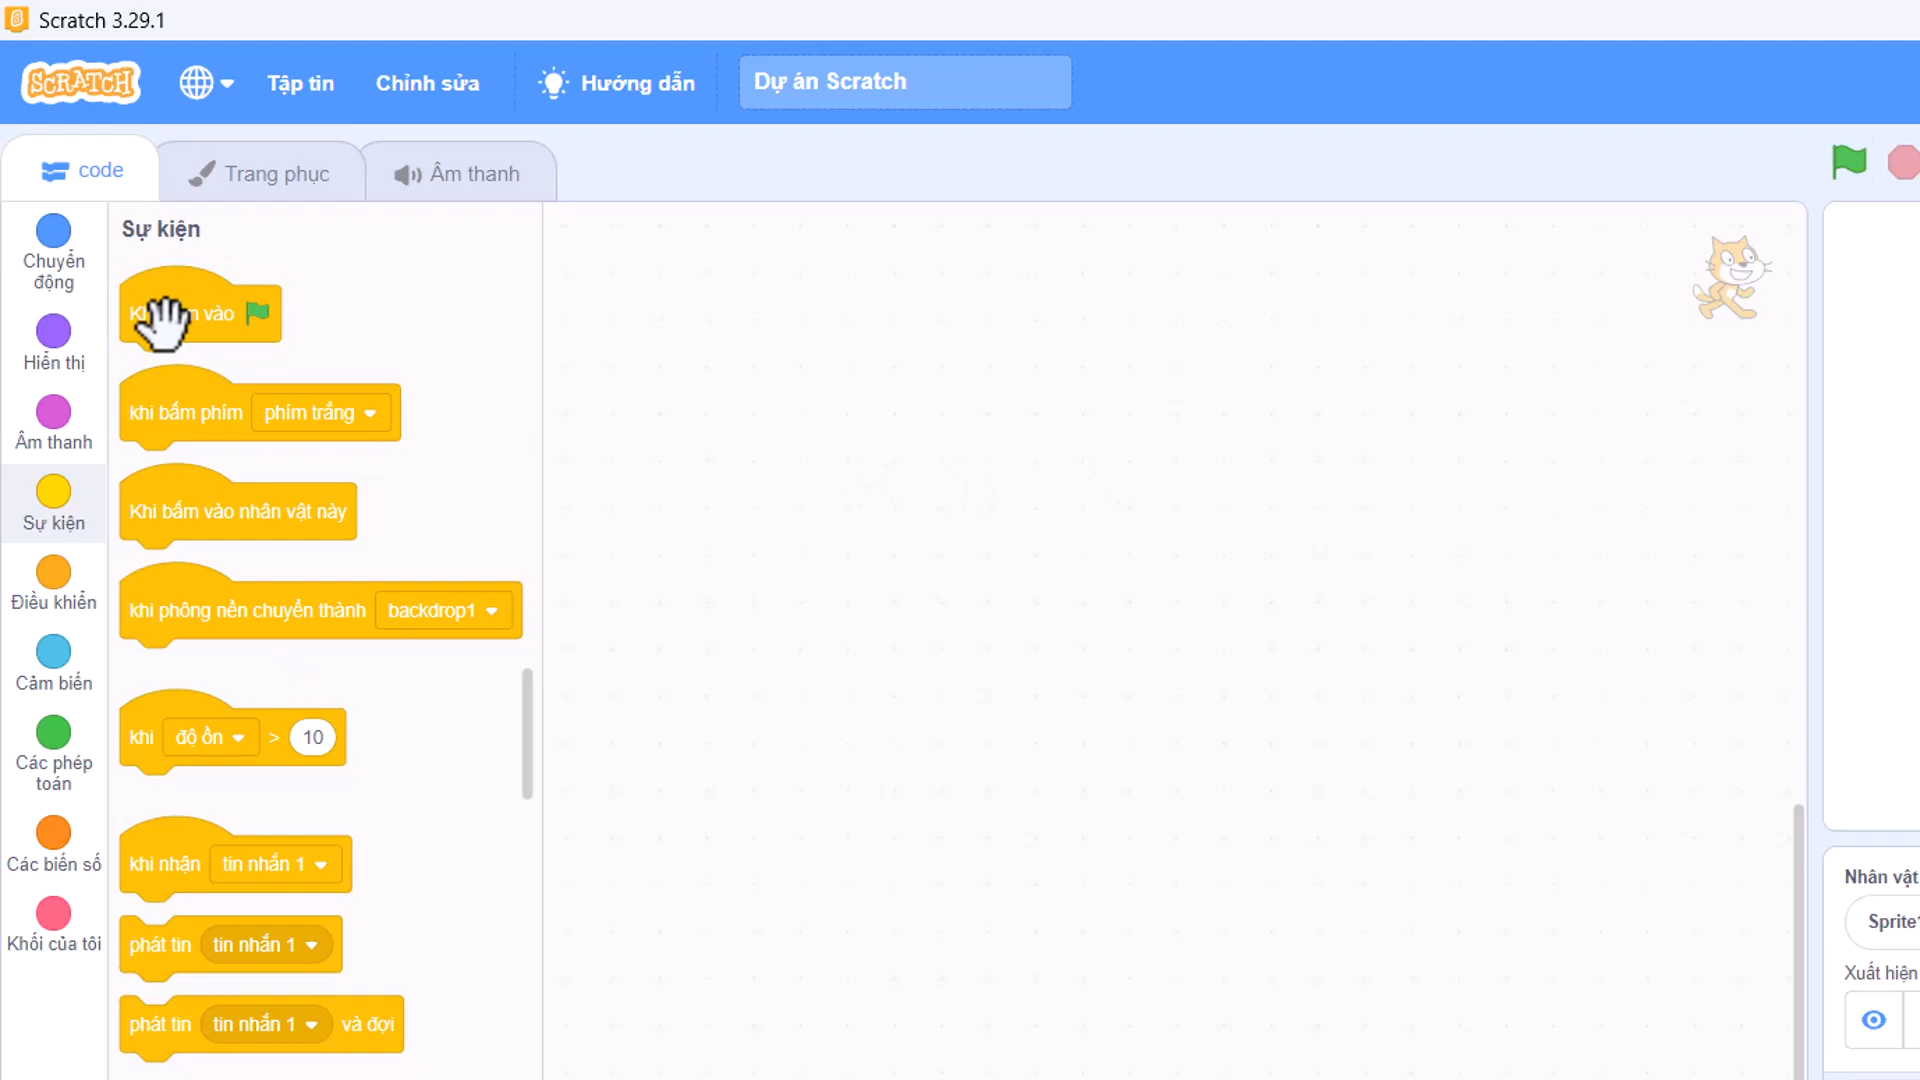 Scratch 3.29.1
SCRATCH
Tập tin
Chỉnh sửa
Hướng dẫn
Dự án Scratch
code
Trang phục
Âm thanh
Chuyển
động
Hiển thị
Âm thanh
Sự kiện
Điều khiển
Cảm biến
Các phép
toán
Các biến số
Khối của tôi
Sự kiện
vào
khi bấm phím phím trắng
Khi bấm vào nhân vật này
khi phông nền chuyển thành backdrop1
khi độ ồn > 10
khi nhận tin nhắn 1
phát tin tin nhắn 1
phát tin tin nhắn 1 và đợi
Nhân vật
Sprite1
Xuất hiện